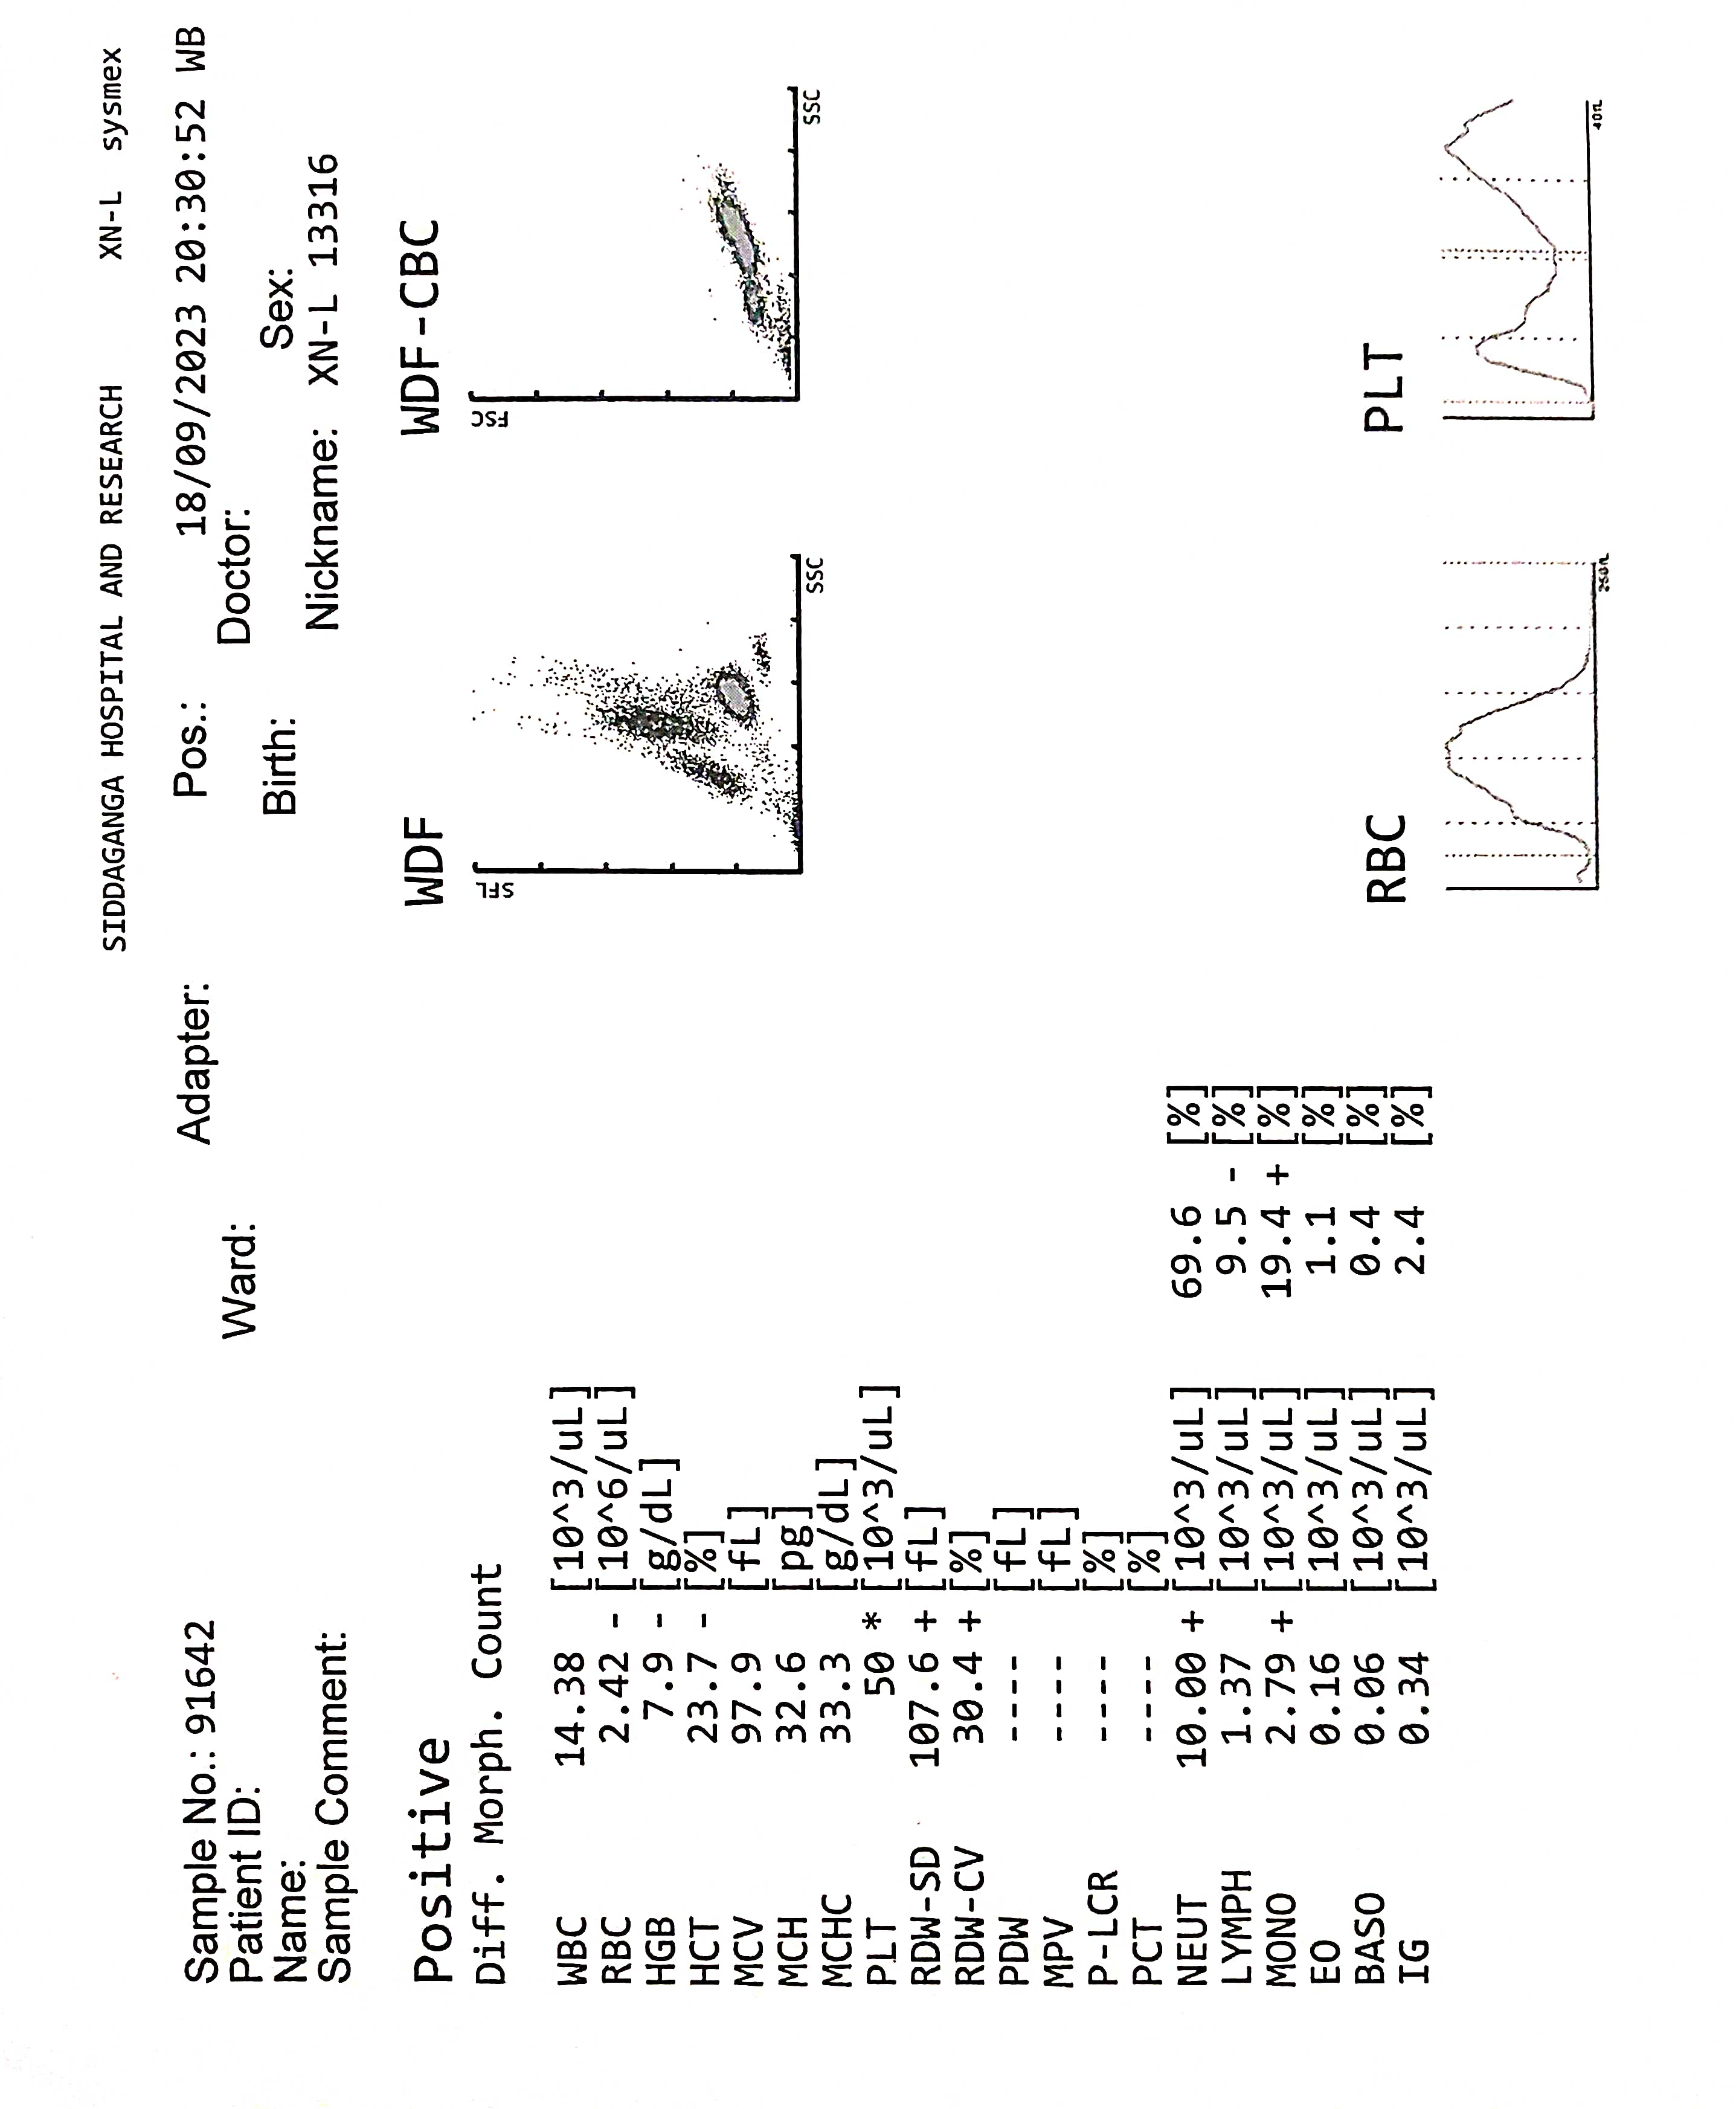 SIDDAGANGA HOSPITAL AND RESEARCH XN-L sysmex
Sample No.: 91642 Adapter: Pos.: 18/09/2023 20:30:52 WB
Patient ID: Ward: Doctor:
Name: Birth: Sex:
Sample Comment: Nickname: XN-L 13316
Positive
Diff. Morph. Count
WBC 14.38 [10^3/uL]
RBC 2.42 - [10^6/uL]
HGB 7.9 - [g/dL]
HCT 23.7 - [%]
MCV 97.9 [fL]
MCH 32.6 [pg]
MCHC 33.3 [g/dL]
PLT 50 * [10^3/uL]
RDW-SD 107.6 + [fL]
RDW-CV 30.4 + [%]
PDW ---- [fL]
MPV ---- [fL]
P-LCR ---- [%]
PCT ---- [%]
NEUT 10.00 + [10^3/uL] 69.6 [%]
LYMPH 1.37 [10^3/uL] 9.5 - [%]
MONO 2.79 + [10^3/uL] 19.4 + [%]
EO 0.16 [10^3/uL] 1.1 [%]
BASO 0.06 [10^3/uL] 0.4 [%]
IG 0.34 [10^3/uL] 2.4 [%]
WDF
SFL
SSC
WDF-CBC
FSC
SSC
RBC
250fL
PLT
40fL